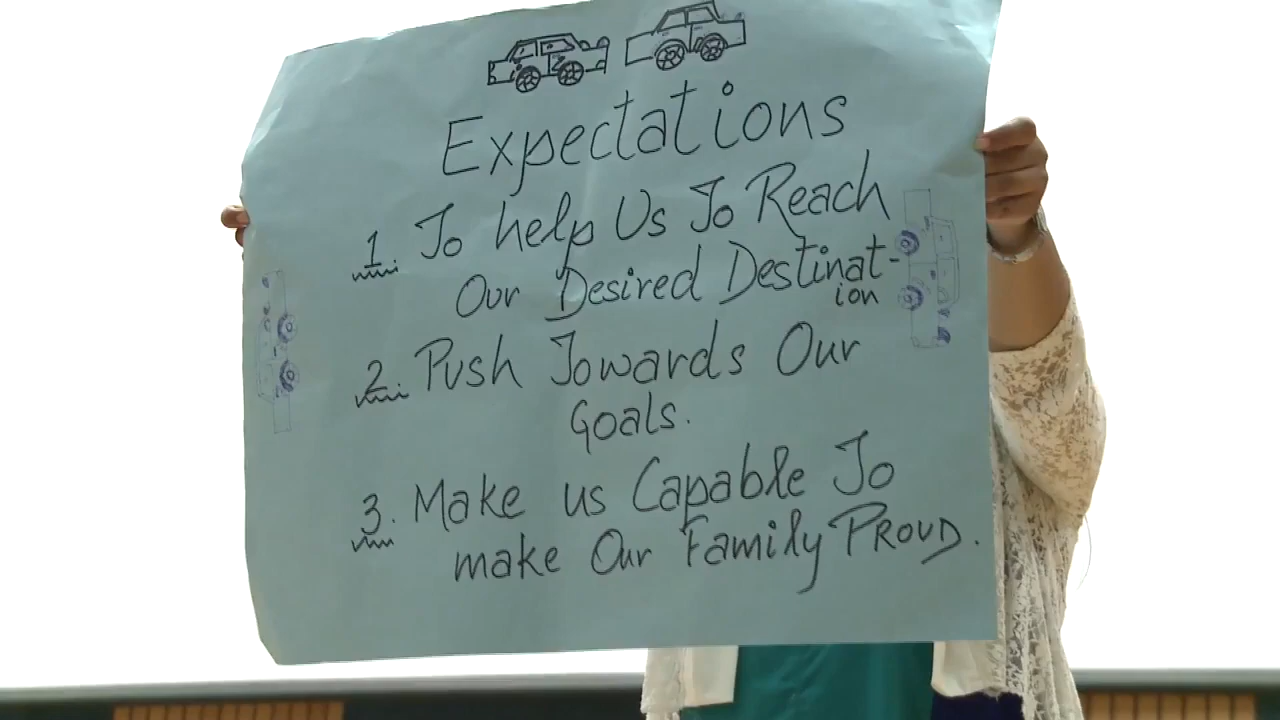 Expectations
1. To help Us To Reach
Our Desired Destinat-
ion
2. Push Towards Our
Goals.
3. Make us Capable To
make Our Family PROUD.